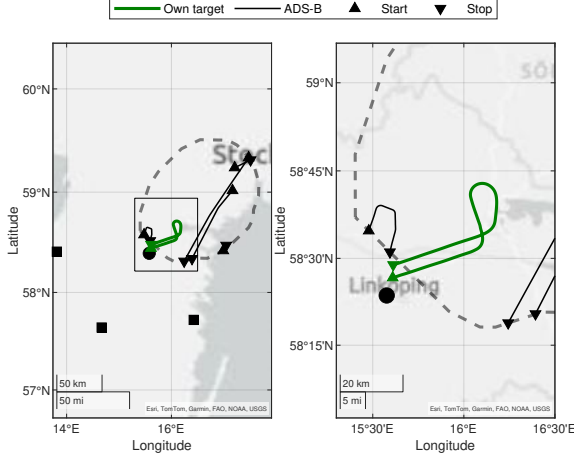 Own target ADS-B Start Stop
60°N
59°N
58°N
57°N
14°E
16°E
Latitude
Longitude
50 km
50 mi
Esri, TomTom, Garmin, FAO, NOAA, USGS
Stoc
59°N
58°45'N
58°30'N
58°15'N
15°30'E
16°E
16°30'E
Latitude
Longitude
20 km
5 mi
Esri, TomTom, Garmin, FAO, NOAA, USGS
SÖ
Linköping